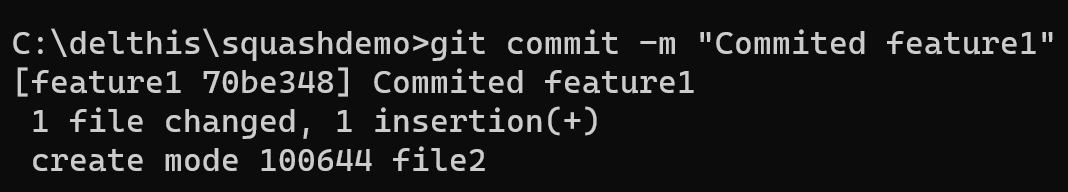 C:\delthis\squashdemo>git commit -m "Commited feature1"
[feature1 70be348] Commited feature1
 1 file changed, 1 insertion(+)
 create mode 100644 file2